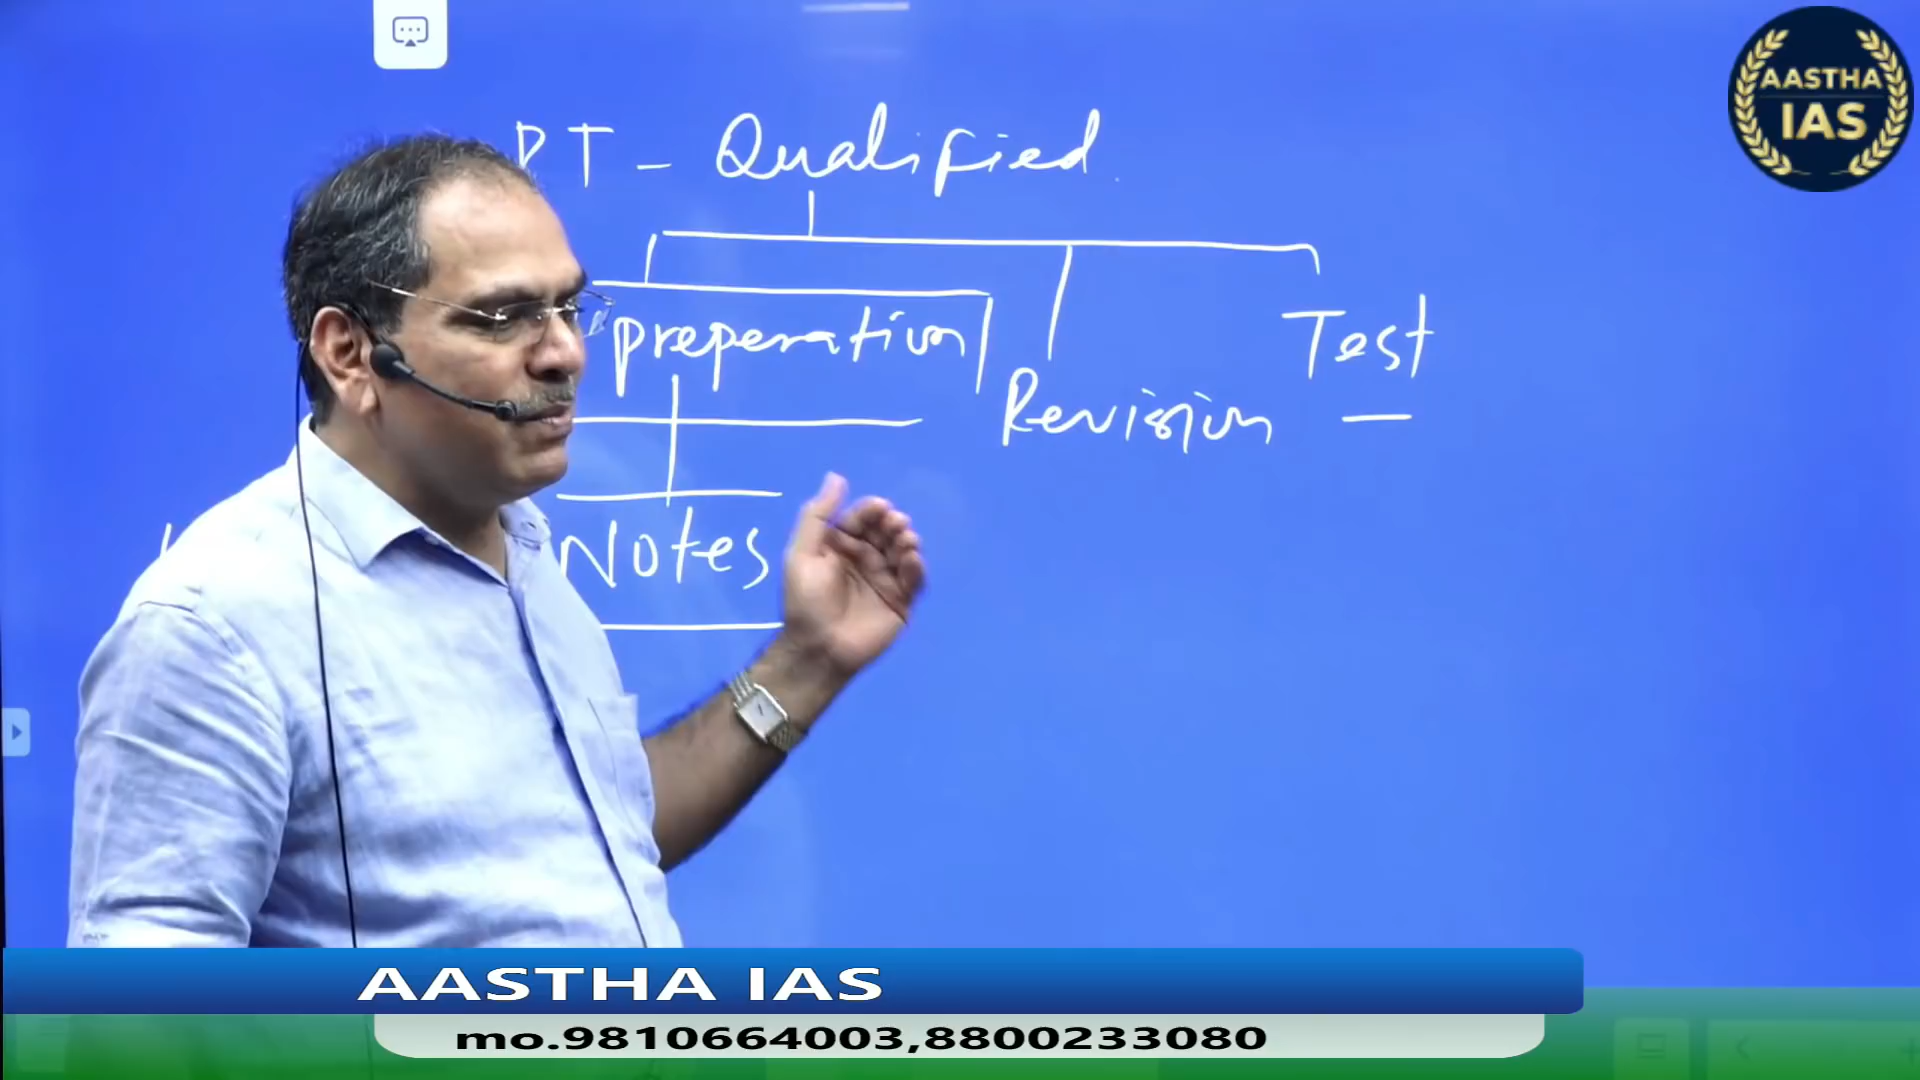 AASTHA
IAS
PT - Qualified
preperation
Revision
Test
Notes
AASTHA IAS
mo.9810664003,8800233080